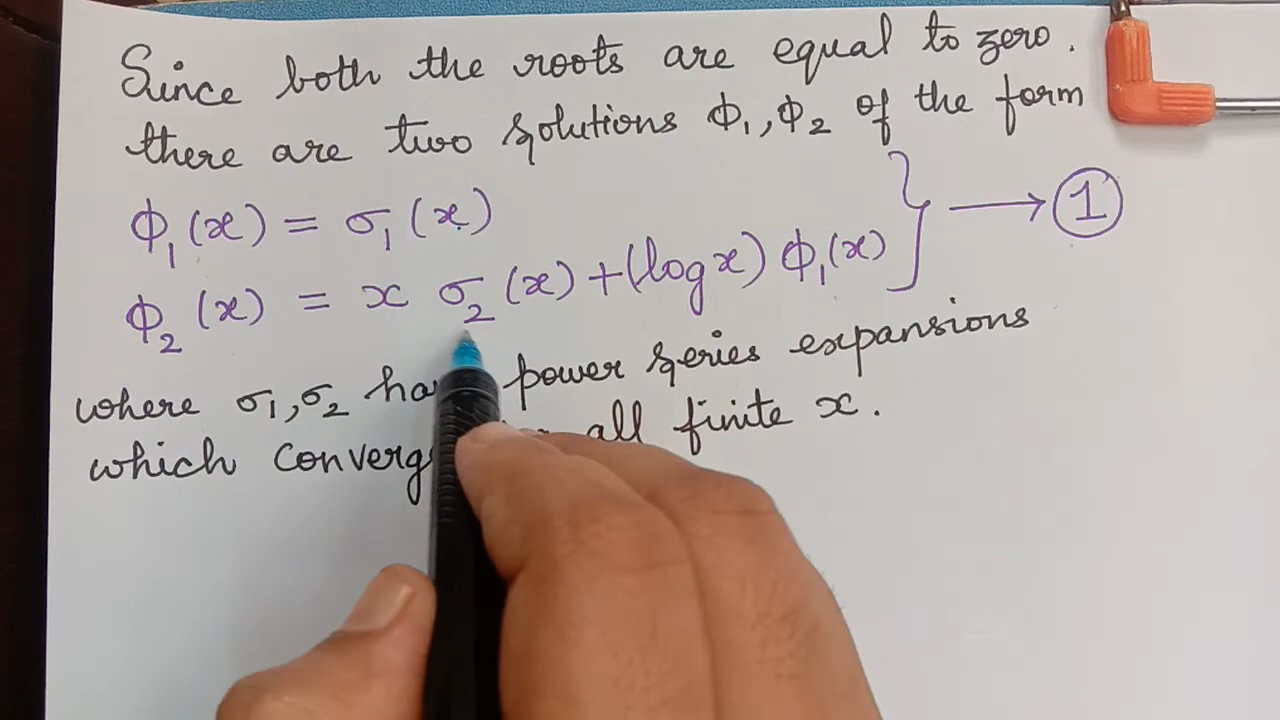 Since both the roots are equal to zero.
there are two solutions ϕ₁, ϕ₂ of the form
ϕ₁(x) = σ₁(x)
ϕ₂(x) = x σ₂(x) + (log x) ϕ₁(x) } → ①
where σ₁, σ₂ power series expansions
which all finite x.